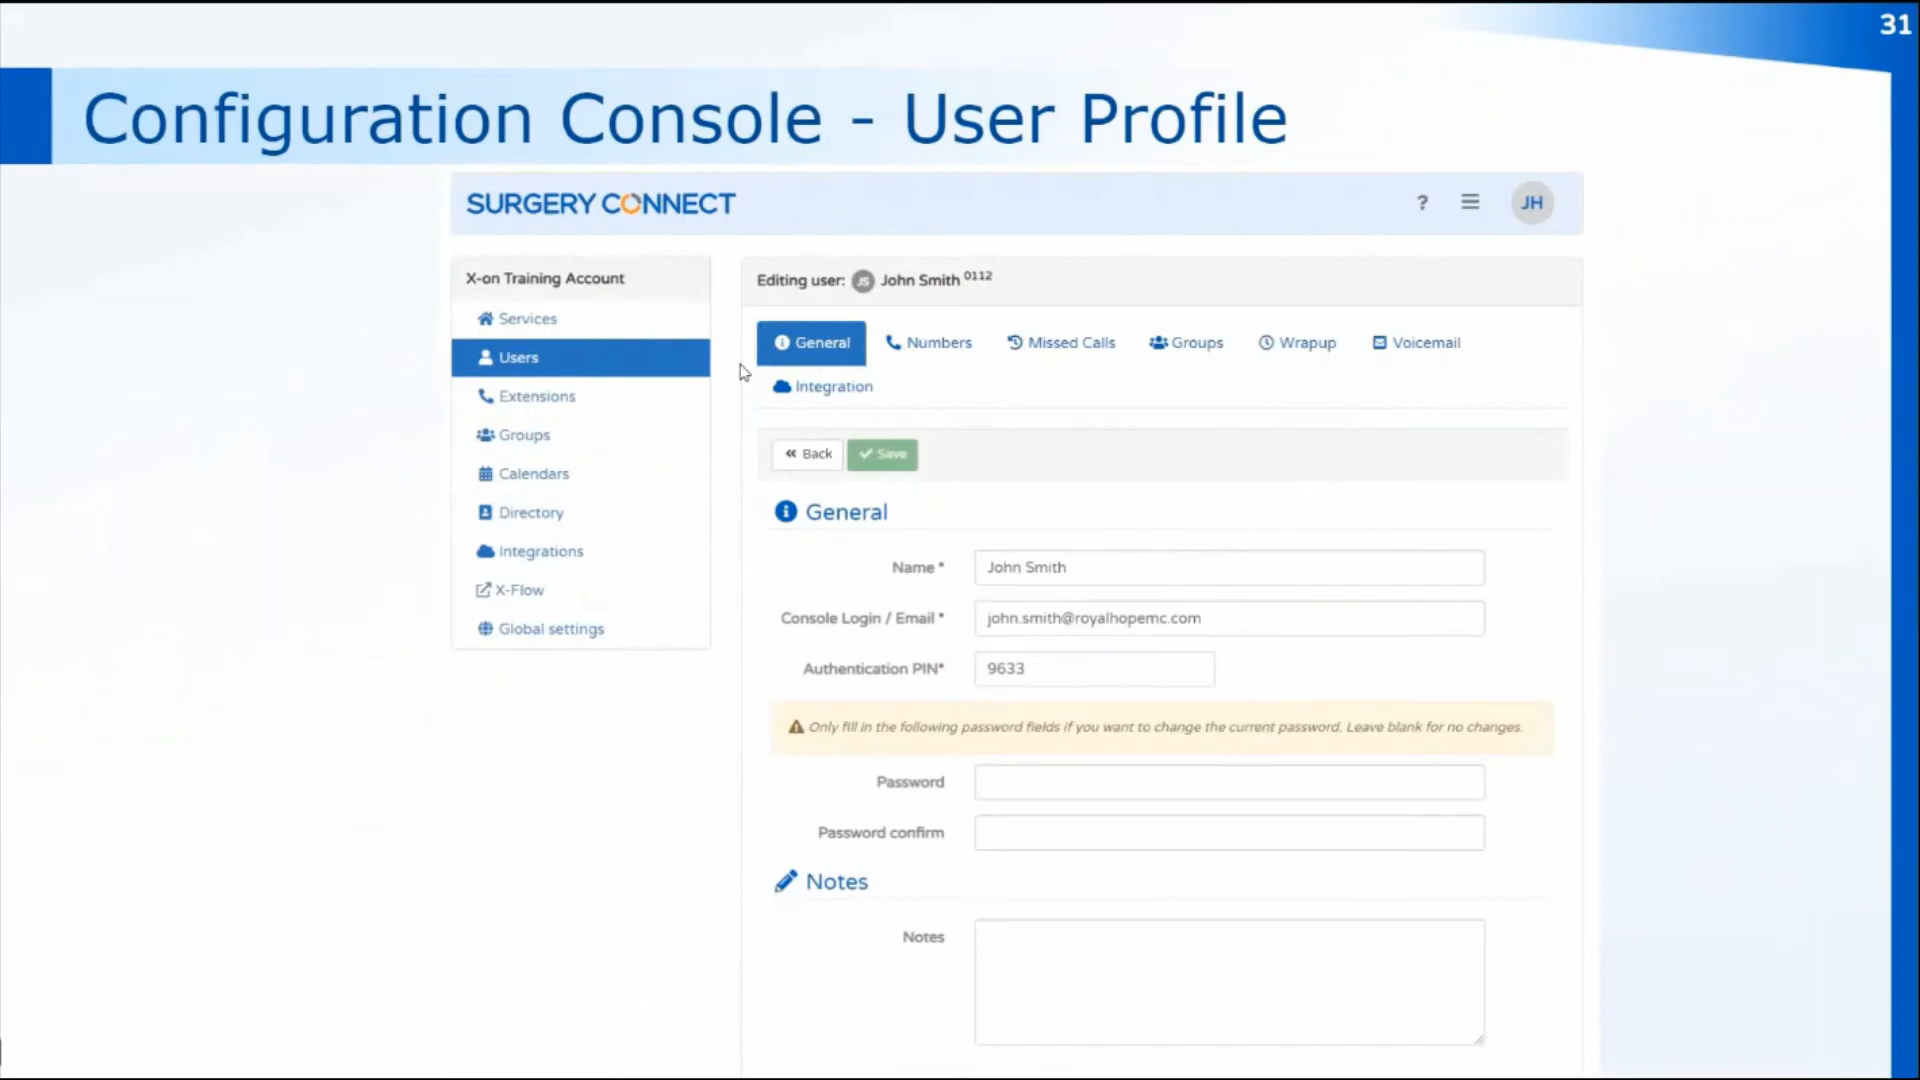 31
Configuration Console - User Profile
SURGERY CONNECT
? JH
X-on Training Account
Services
Users
Extensions
Groups
Calendars
Directory
Integrations
X-Flow
Global settings
Editing user: JS John Smith 0112
General Numbers Missed Calls Groups Wrapup Voicemail
Integration
Back Save
General
Name * John Smith
Console Login / Email * john.smith@royalhopemc.com
Authentication PIN* 9633
Only fill in the following password fields if you want to change the current password. Leave blank for no changes.
Password
Password confirm
Notes
Notes